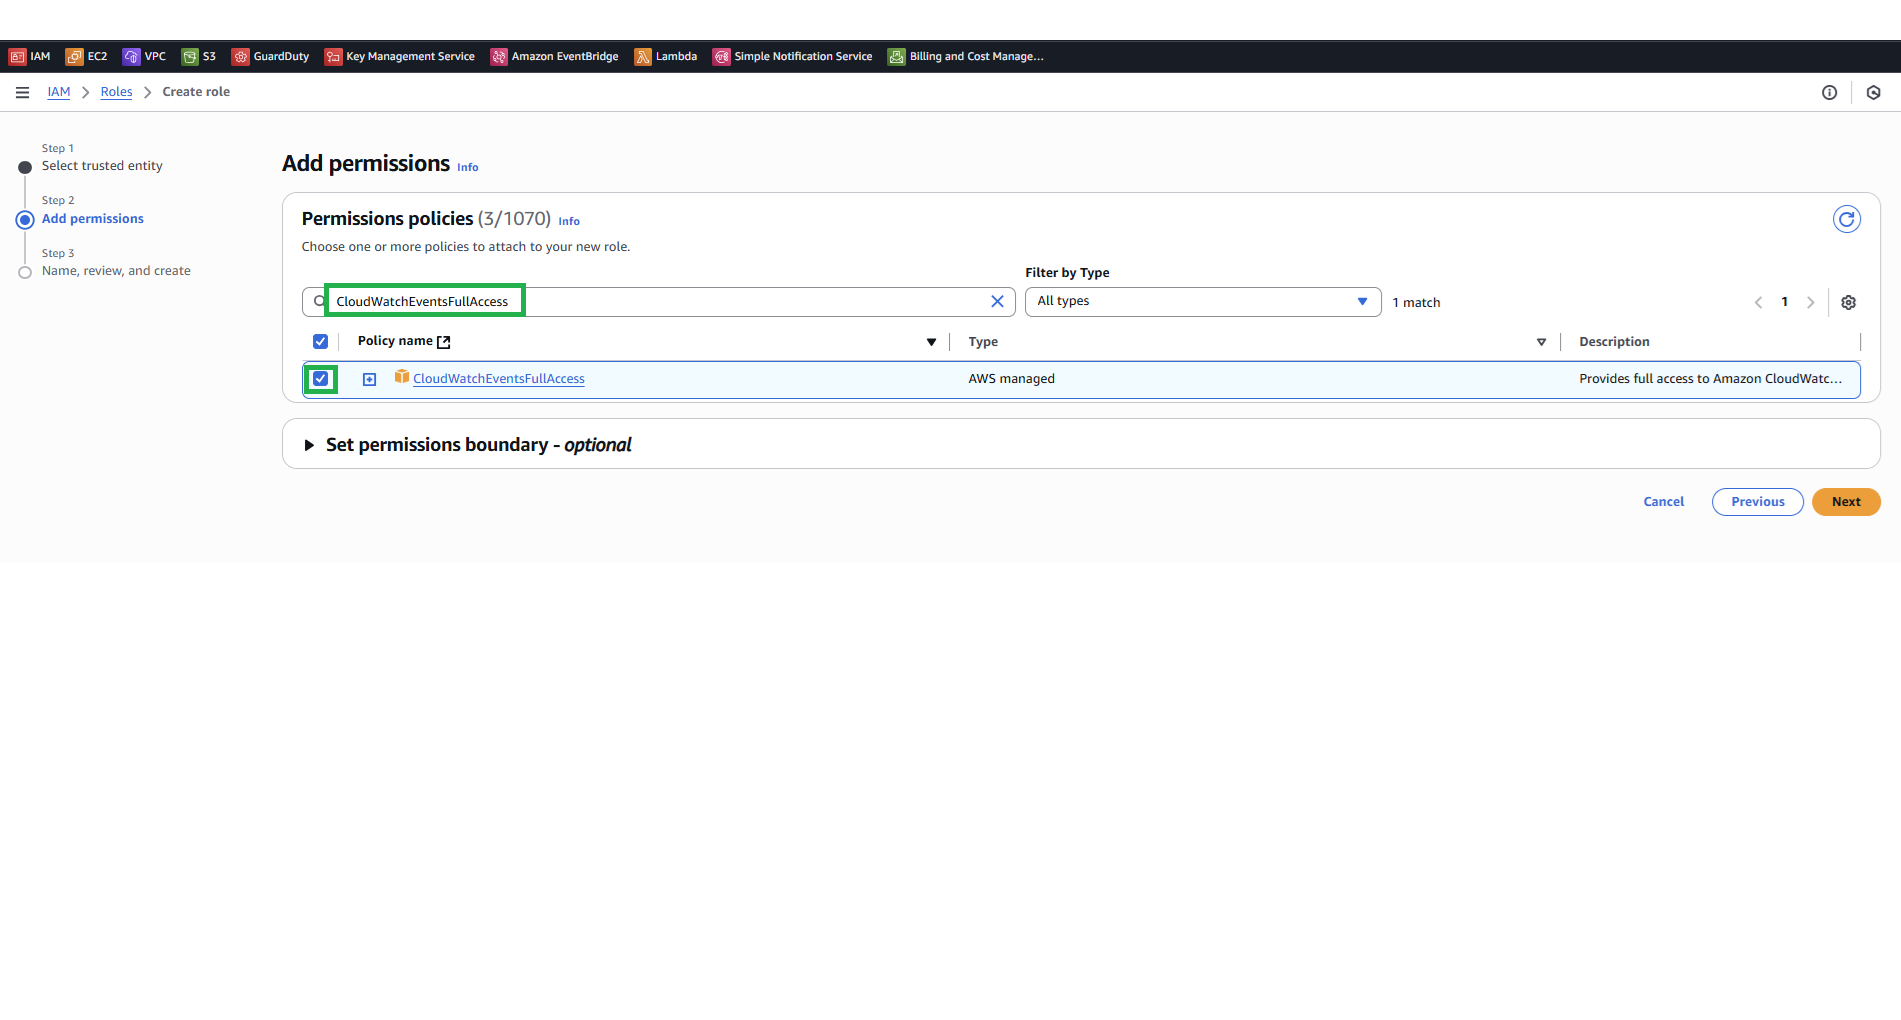 IAM EC2 VPC S3 GuardDuty Key Management Service Amazon EventBridge Lambda Simple Notification Service Billing and Cost Manage...
IAM Roles Create role
Step 1
Select trusted entity
Step 2
Add permissions
Step 3
Name, review, and create
Add permissions Info
Permissions policies (3/1070) Info
Choose one or more policies to attach to your new role.
Filter by Type
CloudWatchEventsFullAccess
All types
1 match
1
Policy name Type Description
CloudWatchEventsFullAccess AWS managed Provides full access to Amazon CloudWatc...
Set permissions boundary - optional
Cancel Previous Next